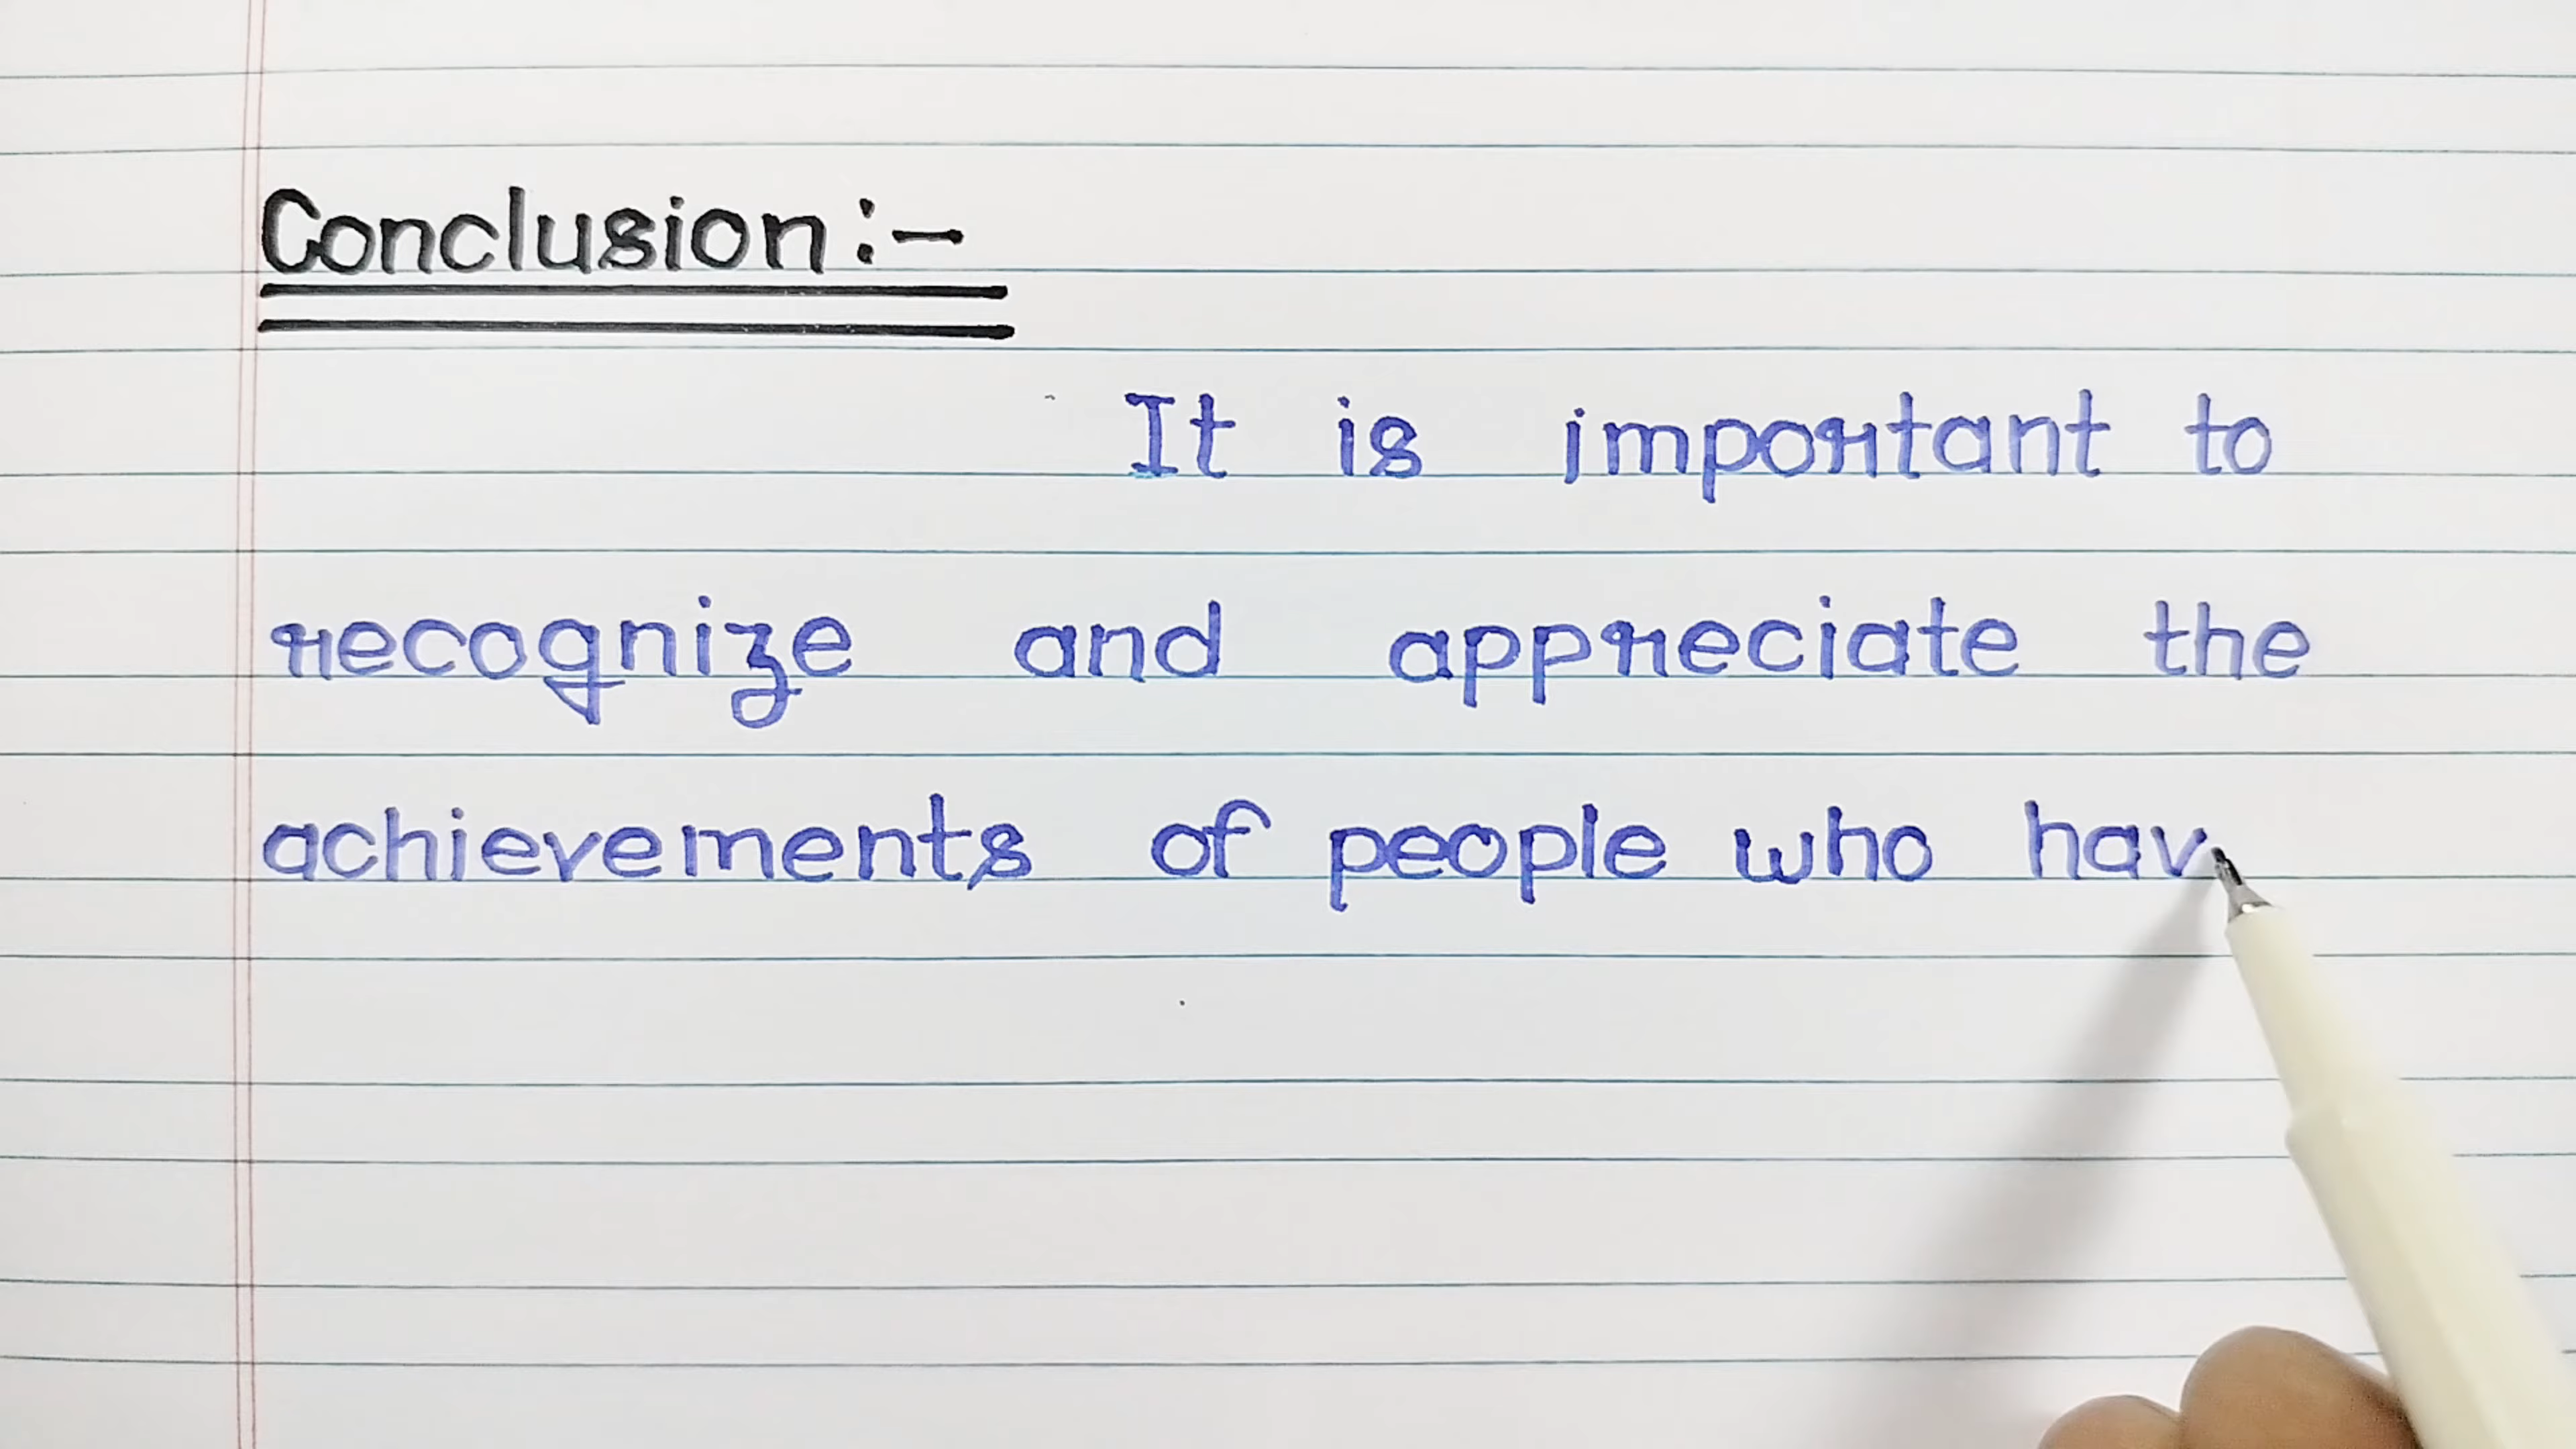 Conclusion :-
It is important to
recognize and appreciate the
achievements of people who hav